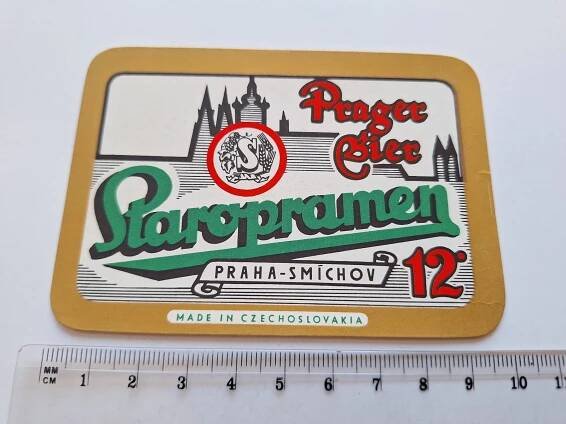 Prager
Bier
S
Staropramen
PRAHA-SMÍCHOV
12°
MADE IN CZECHOSLOVAKIA
MM
CM
1 2 3 4 5 6 7 8 9 10 11